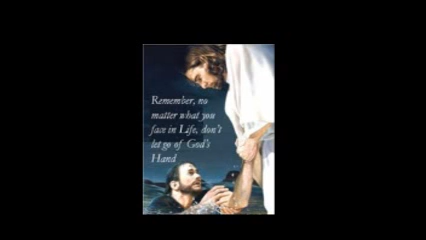 Remember, no
matter what you
face in Life, don't
let go of God's
Hand